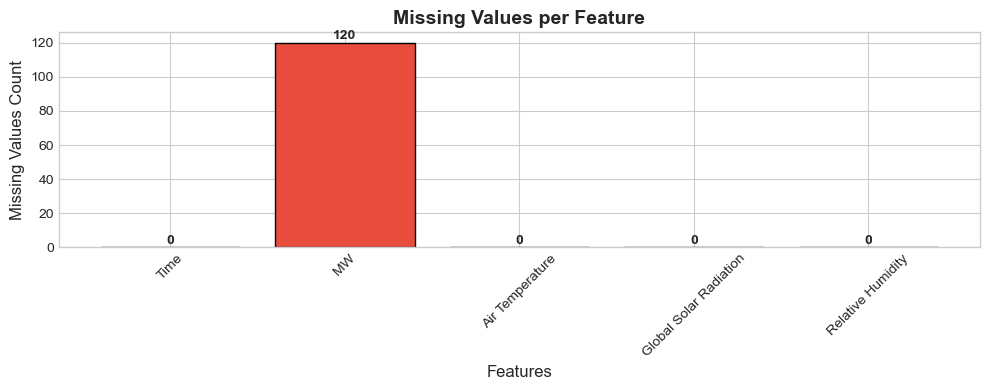 Missing Values per Feature
Missing Values Count
120
100
80
60
40
20
0
0
120
0
0
0
Time
MW
Air Temperature
Global Solar Radiation
Relative Humidity
Features